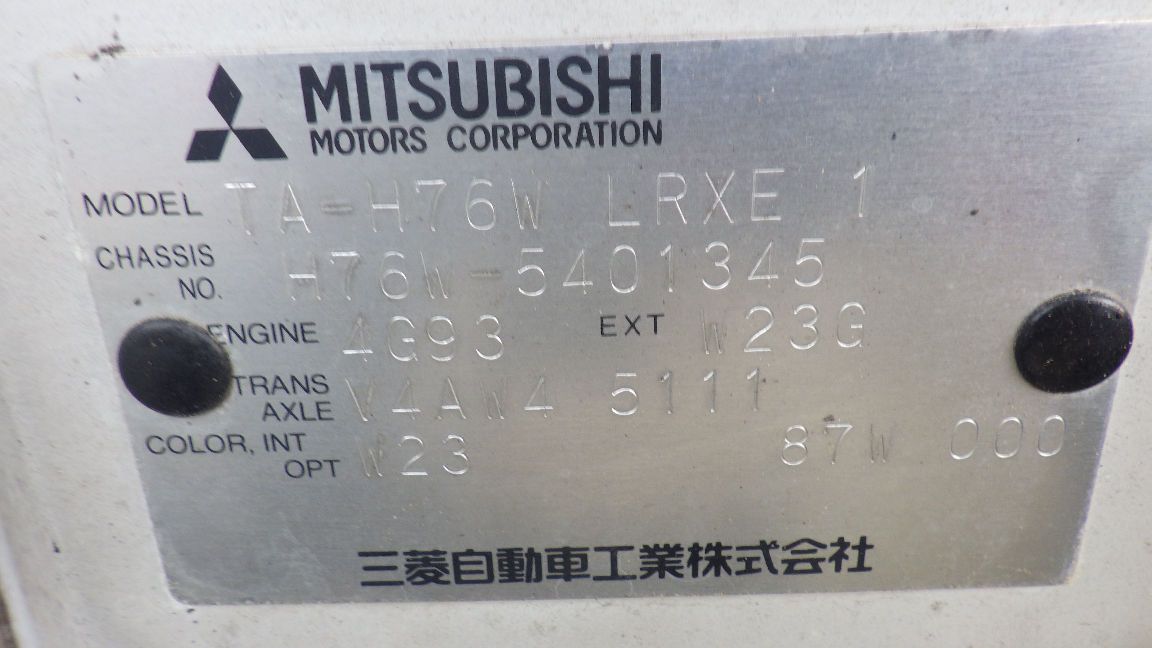 MITSUBISHI
MOTORS CORPORATION
MODEL TA-H76W LRXE 1
CHASSIS NO. H76W-5401345
ENGINE 4G93 EXT W23G
TRANS AXLE V4AW4 5111
COLOR, INT OPT W23 87W 000
三菱自動車工業株式会社